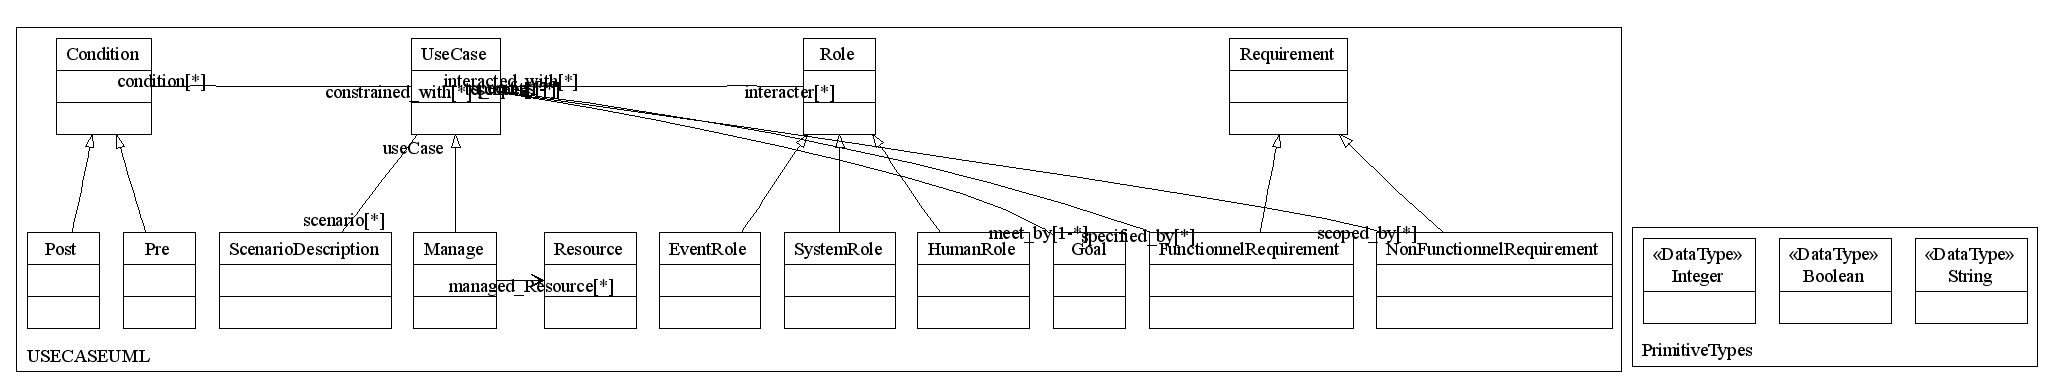 Condition
UseCase
Role
Requirement
condition[*]
interacted_with[*]
constrained_with[*]
interacter[*]
useCase
scenario[*]
meet_by[1-*]
specified_by[*]
scoped_by[*]
Post
Pre
ScenarioDescription
Manage
Resource
EventRole
SystemRole
HumanRole
Goal
FunctionnelRequirement
NonFunctionnelRequirement
managed_Resource[*]
USECASEUML
«DataType»
Integer
«DataType»
Boolean
«DataType»
String
PrimitiveTypes